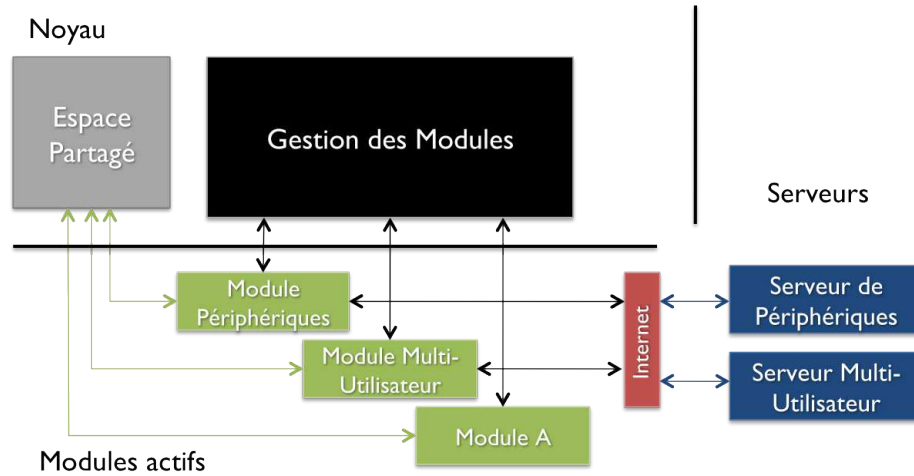 Noyau
Espace
Partagé
Gestion des Modules
Serveurs
Module
Périphériques
Module Multi-
Utilisateur
Module A
Internet
Serveur de
Périphériques
Serveur Multi-
Utilisateur
Modules actifs